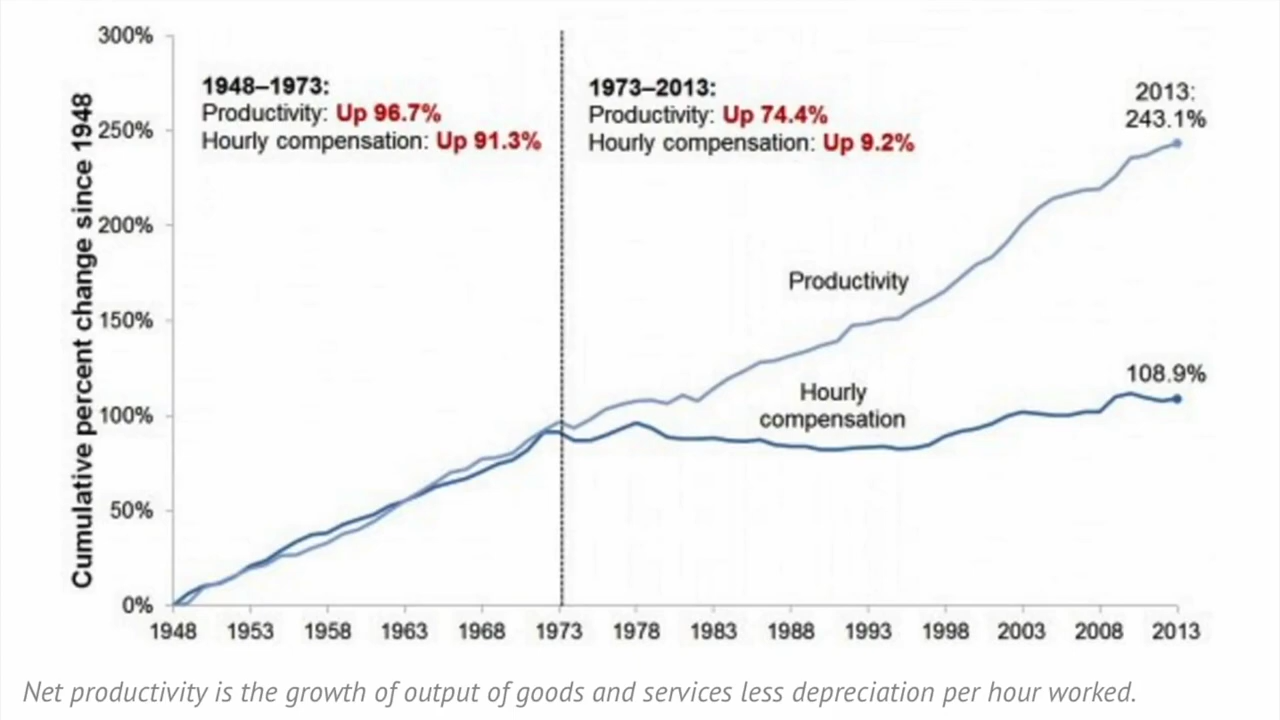 300%
250%
200%
150%
100%
50%
0%
Cumulative percent change since 1948
1948–1973:
Productivity: Up 96.7%
Hourly compensation: Up 91.3%
1973–2013:
Productivity: Up 74.4%
Hourly compensation: Up 9.2%
2013:
243.1%
Productivity
108.9%
Hourly
compensation
1948 1953 1958 1963 1968 1973 1978 1983 1988 1993 1998 2003 2008 2013
Net productivity is the growth of output of goods and services less depreciation per hour worked.